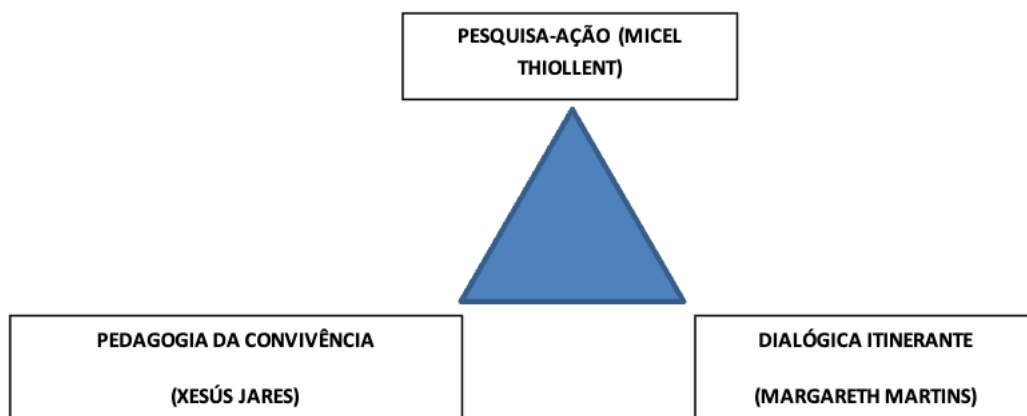 PESQUISA-AÇÃO (MICEL
THIOLLENT)
PEDAGOGIA DA CONVIVÊNCIA
(XESÚS JARES)
DIALÓGICA ITINERANTE
(MARGARETH MARTINS)